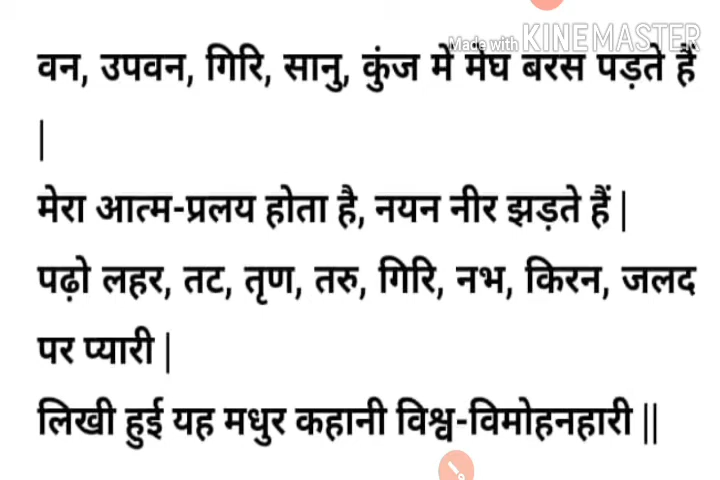 Made with KINEMASTER
वन, उपवन, गिरि, सानु, कुंज में मेघ बरस पड़ते हैं
|
मेरा आत्म-प्रलय होता है, नयन नीर झड़ते हैं |
पढ़ो लहर, तट, तृण, तरु, गिरि, नभ, किरन, जलद
पर प्यारी |
लिखी हुई यह मधुर कहानी विश्व-विमोहनहारी ||